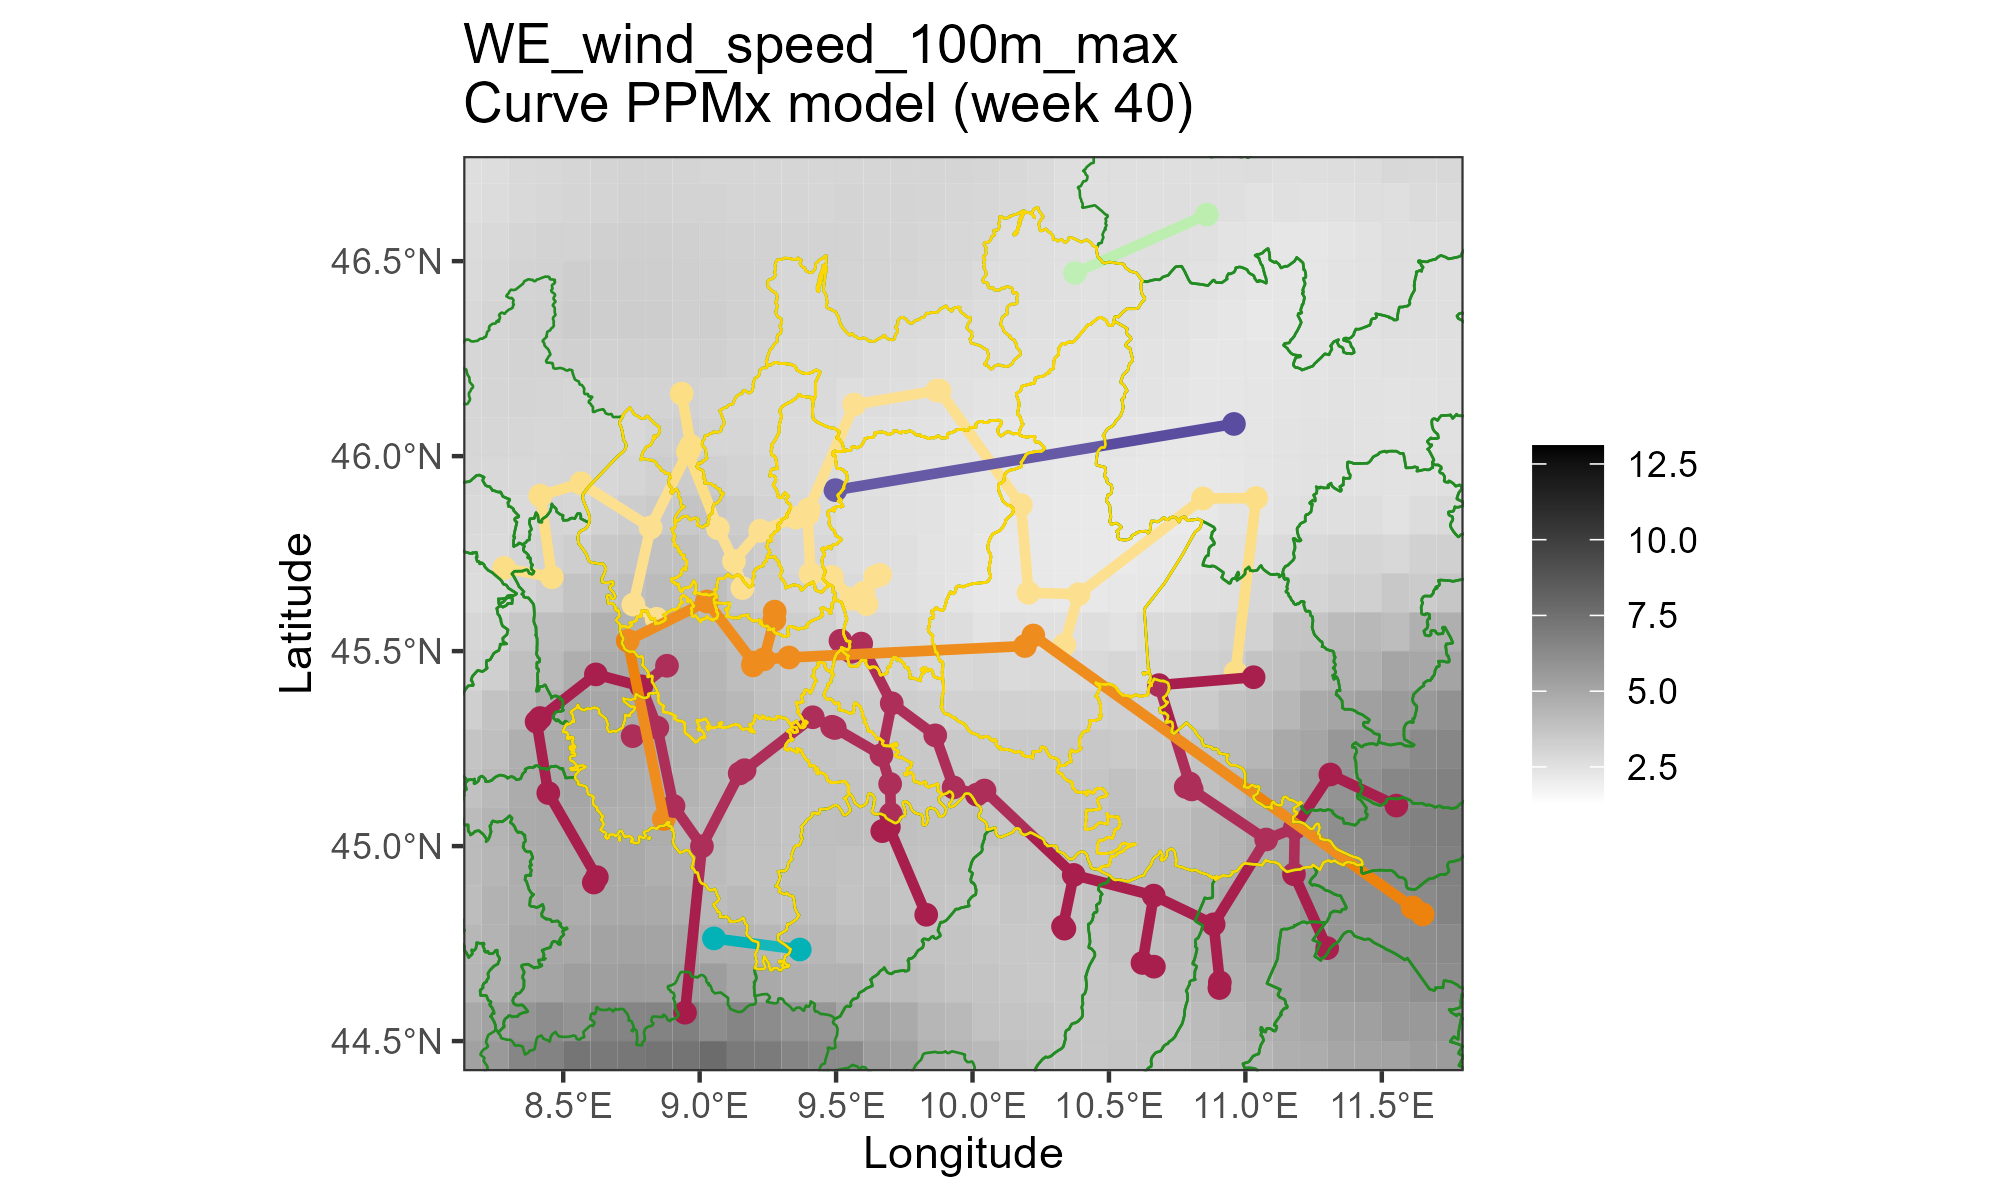 WE_wind_speed_100m_max
Curve PPMx model (week 40)
Latitude
46.5°N
46.0°N
45.5°N
45.0°N
44.5°N
8.5°E
9.0°E
9.5°E
10.0°E
10.5°E
11.0°E
11.5°E
Longitude
12.5
10.0
7.5
5.0
2.5